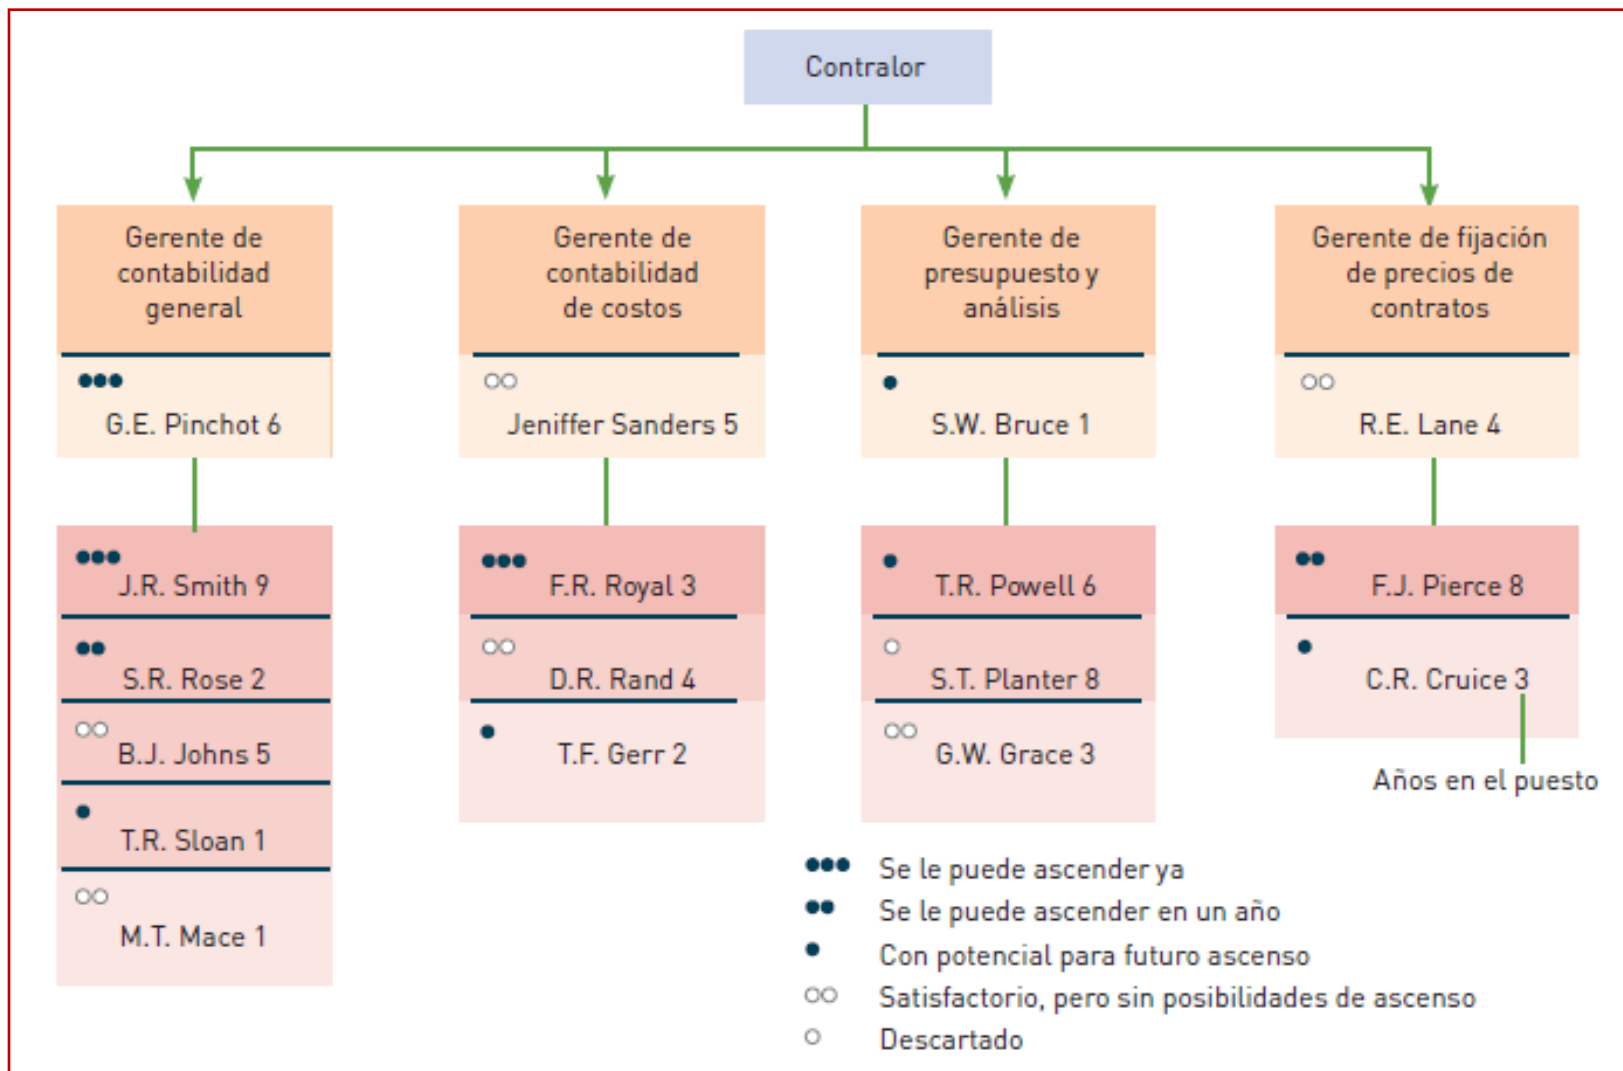 Contralor
Gerente de
contabilidad
general
G.E. Pinchot 6
J.R. Smith 9
S.R. Rose 2
B.J. Johns 5
T.R. Sloan 1
M.T. Mace 1
Gerente de
contabilidad
de costos
Jeniffer Sanders 5
F.R. Royal 3
D.R. Rand 4
T.F. Gerr 2
Gerente de
presupuesto y
análisis
S.W. Bruce 1
T.R. Powell 6
S.T. Planter 8
G.W. Grace 3
Gerente de fijación
de precios de
contratos
R.E. Lane 4
F.J. Pierce 8
C.R. Cruice 3
Años en el puesto
Se le puede ascender ya
Se le puede ascender en un año
Con potencial para futuro ascenso
Satisfactorio, pero sin posibilidades de ascenso
Descartado